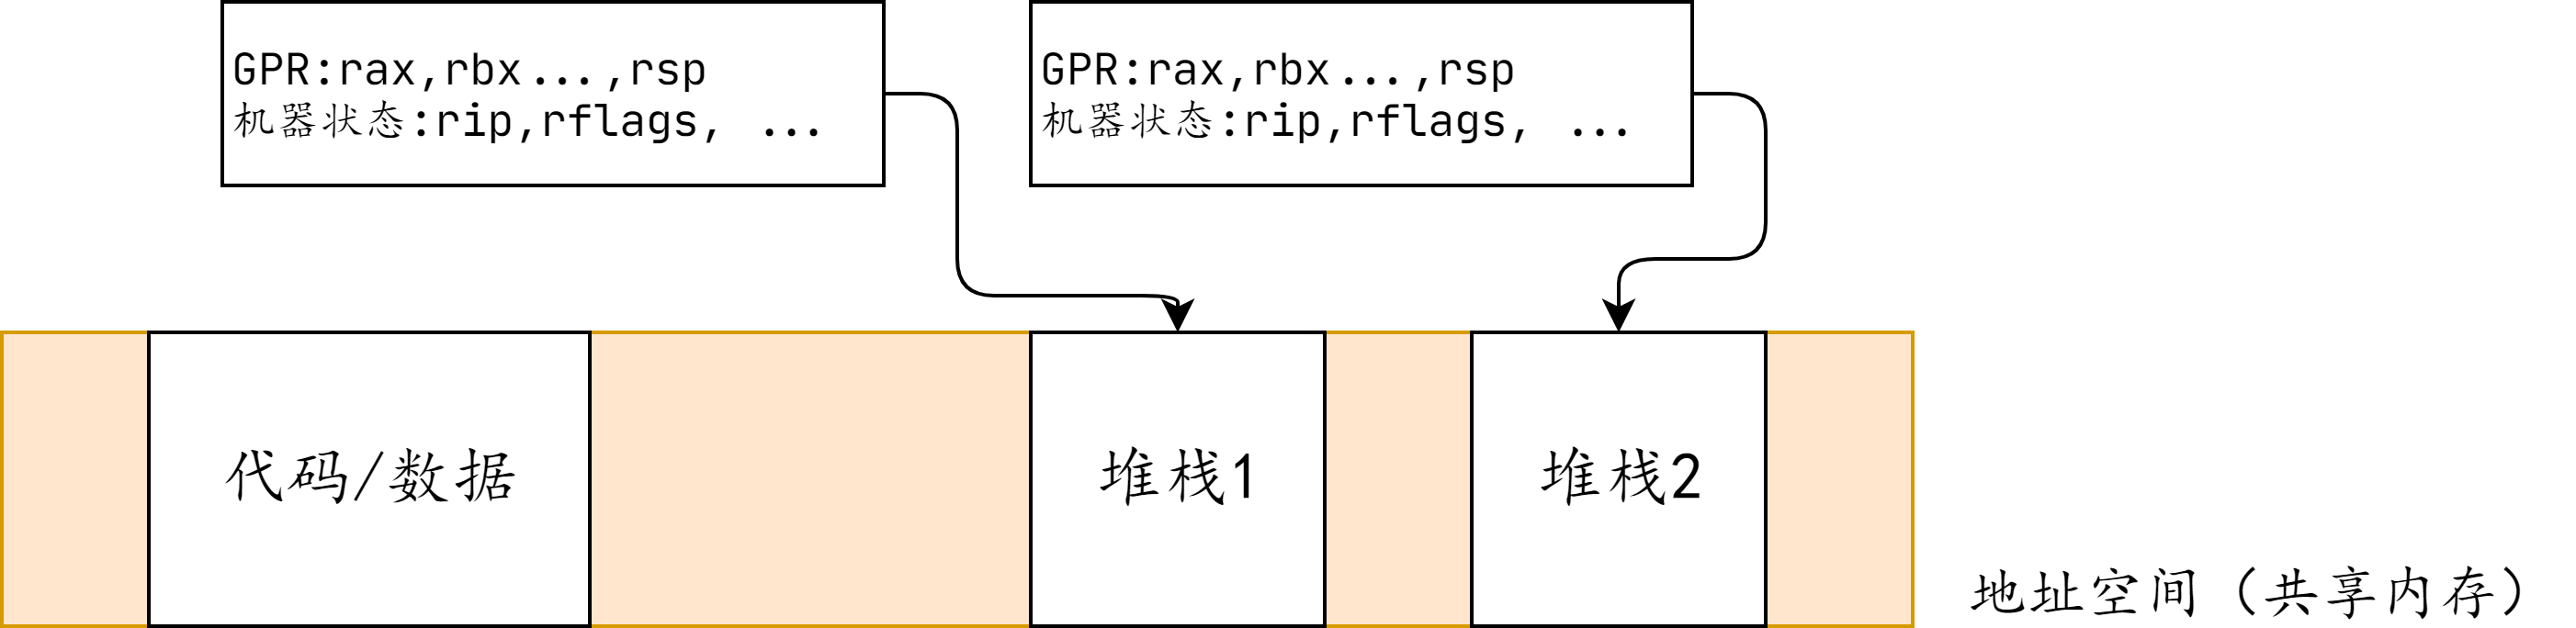 GPR:rax,rbx...,rsp
机器状态:rip,rflags, ...
GPR:rax,rbx...,rsp
机器状态:rip,rflags, ...
代码/数据
堆栈1
堆栈2
地址空间（共享内存）